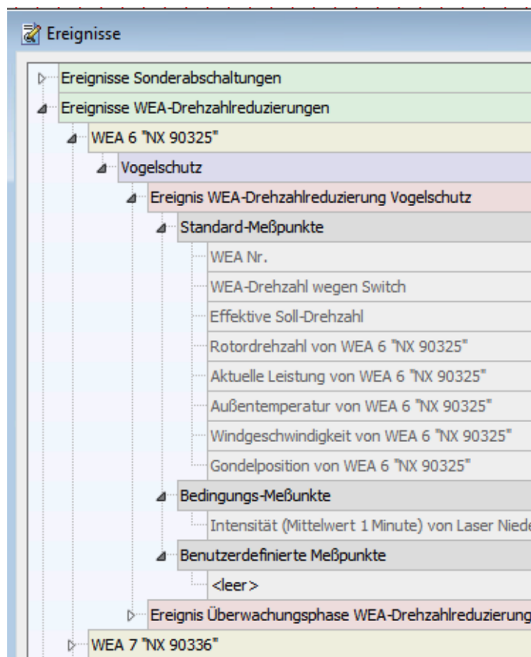 Ereignisse
Ereignisse Sonderabschaltungen
Ereignisse WEA-Drehzahlreduzierungen
WEA 6 "NX 90325"
Vogelschutz
Ereignis WEA-Drehzahlreduzierung Vogelschutz
Standard-Meßpunkte
WEA Nr.
WEA-Drehzahl wegen Switch
Effektive Soll-Drehzahl
Rotordrehzahl von WEA 6 "NX 90325"
Aktuelle Leistung von WEA 6 "NX 90325"
Außentemperatur von WEA 6 "NX 90325"
Windgeschwindigkeit von WEA 6 "NX 90325"
Gondelposition von WEA 6 "NX 90325"
Bedingungs-Meßunkte
Intensität (Mittelwert 1 Minute) von Laser Niede
Benutzerdefinierte Meßpunkte
<leer>
Ereignis Überwachungsphase WEA-Drehzahlreduzierung
WEA 7 "NX 90336"